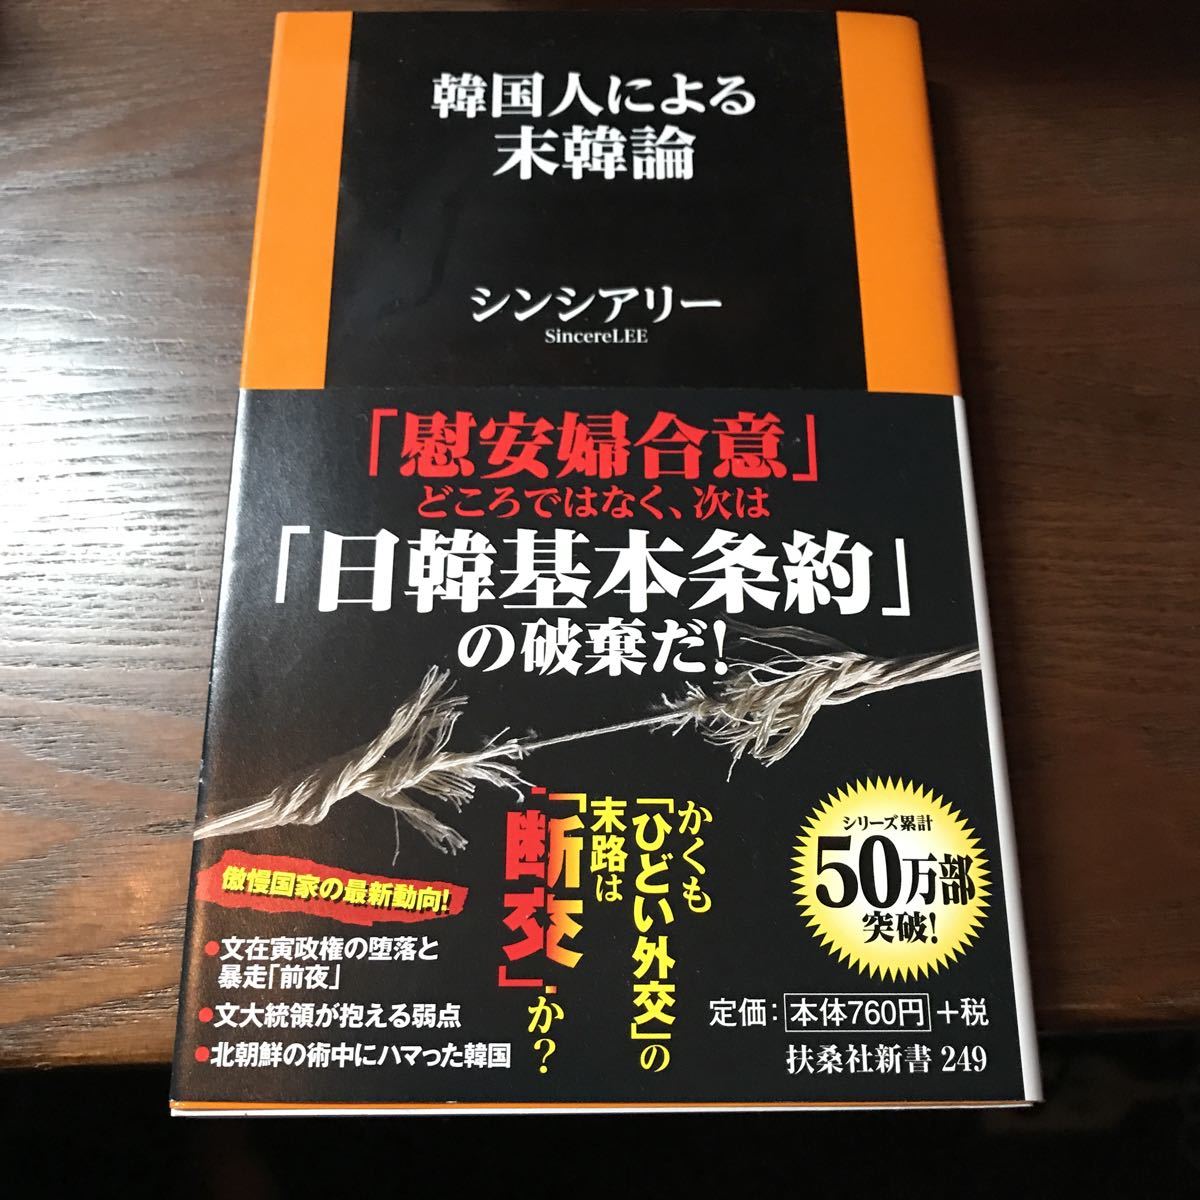 韓国人による
末韓論
シンシアリー
SincereLEE
「慰安婦合意」
どころではなく、次は
「日韓基本条約」
の破棄だ!
かくも
「ひどい外交」の
末路は
「断交」か?
シリーズ累計
50万部
突破!
傲慢国家の最新動向!
●文在寅政権の堕落と
暴走「前夜」
●文大統領が抱える弱点
●北朝鮮の術中にハマった韓国
定価:本体760円+税
扶桑社新書 249